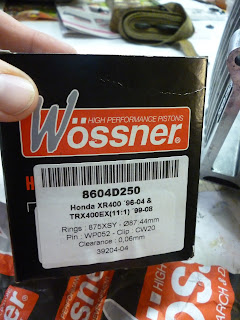 HIGH PERFORMANCE PISTONS
Wössner®
8604D250
Honda XR400 '96-04 &
TRX400EX(11:1) '99-08
Rings : 875XSY - Ø87.44mm
Pin : WP052 - Clip : CW20
Clearance : 0,06mm
39204-04